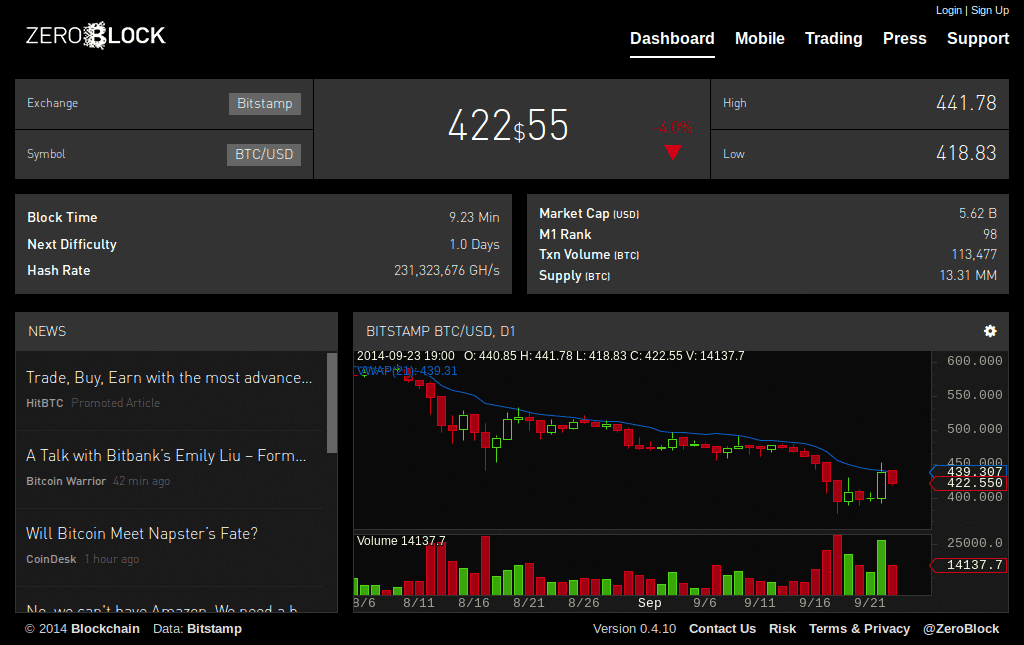 Login | Sign Up
ZEROBLOCK
Dashboard Mobile Trading Press Support
Exchange Bitstamp
Symbol BTC/USD
422$55
-4.0%
High 441.78
Low 418.83
Block Time 9.23 Min
Next Difficulty 1.0 Days
Hash Rate 231,323,676 GH/s
Market Cap (USD) 5.62 B
M1 Rank 98
Txn Volume (BTC) 113,477
Supply (BTC) 13.31 MM
NEWS
Trade, Buy, Earn with the most advance...
HitBTC Promoted Article
A Talk with Bitbank's Emily Liu – Form...
Bitcoin Warrior 42 min ago
Will Bitcoin Meet Napster's Fate?
CoinDesk 1 hour ago
No, we can't have Amazon. We need a b...
BITSTAMP BTC/USD, D1
2014-09-23 19:00 O: 440.85 H: 441.78 L: 418.83 C: 422.55 V: 14137.7
VWAP(21): 439.31
600.000
550.000
500.000
450.000
439.307
422.550
400.000
Volume 14137.7
25000.0
14137.7
8/6 8/11 8/16 8/21 8/26 Sep 9/6 9/11 9/16 9/21
© 2014 Blockchain Data: Bitstamp
Version 0.4.10 Contact Us Risk Terms & Privacy @ZeroBlock